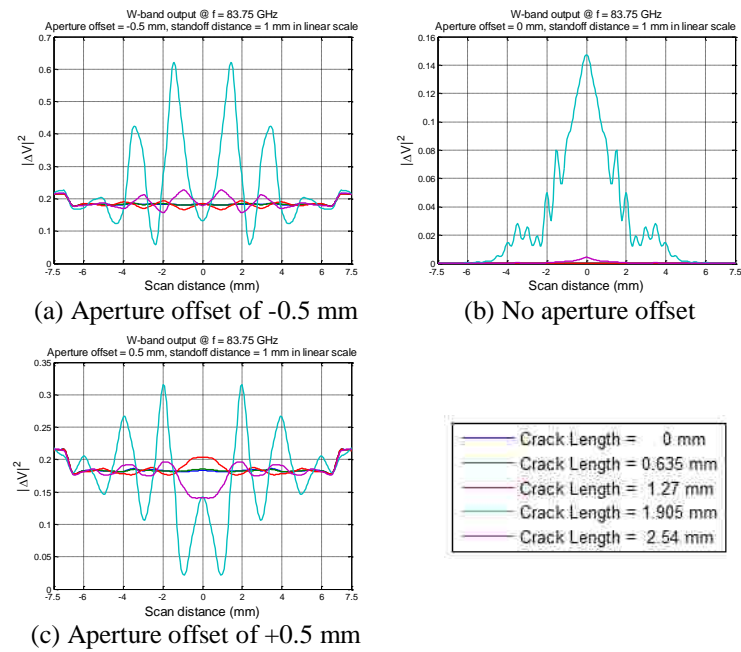 W-band output @ f = 83.75 GHz
Aperture offset = -0.5 mm, standoff distance = 1 mm in linear scale
0.7
0.6
0.5
0.4
0.3
0.2
0.1
0
|ΔV|²
-7.5 -6 -4 -2 0 2 4 6 7.5
Scan distance (mm)
(a) Aperture offset of -0.5 mm
W-band output @ f = 83.75 GHz
Aperture offset = 0 mm, standoff distance = 1 mm in linear scale
0.16
0.14
0.12
0.1
0.08
0.06
0.04
0.02
0
|ΔV|²
-7.5 -6 -4 -2 0 2 4 6 7.5
Scan distance (mm)
(b) No aperture offset
W-band output @ f = 83.75 GHz
Aperture offset = 0.5 mm, standoff distance = 1 mm in linear scale
0.35
0.3
0.25
0.2
0.15
0.1
0.05
0
|ΔV|²
-7.5 -6 -4 -2 0 2 4 6 7.5
Scan distance (mm)
(c) Aperture offset of +0.5 mm
Crack Length = 0 mm
Crack Length = 0.635 mm
Crack Length = 1.27 mm
Crack Length = 1.905 mm
Crack Length = 2.54 mm